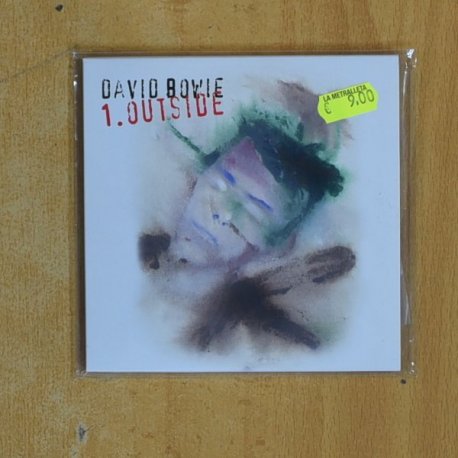 DAVID BOWIE
1.OUTSIDE
LA METRALLETA
€ 9.00